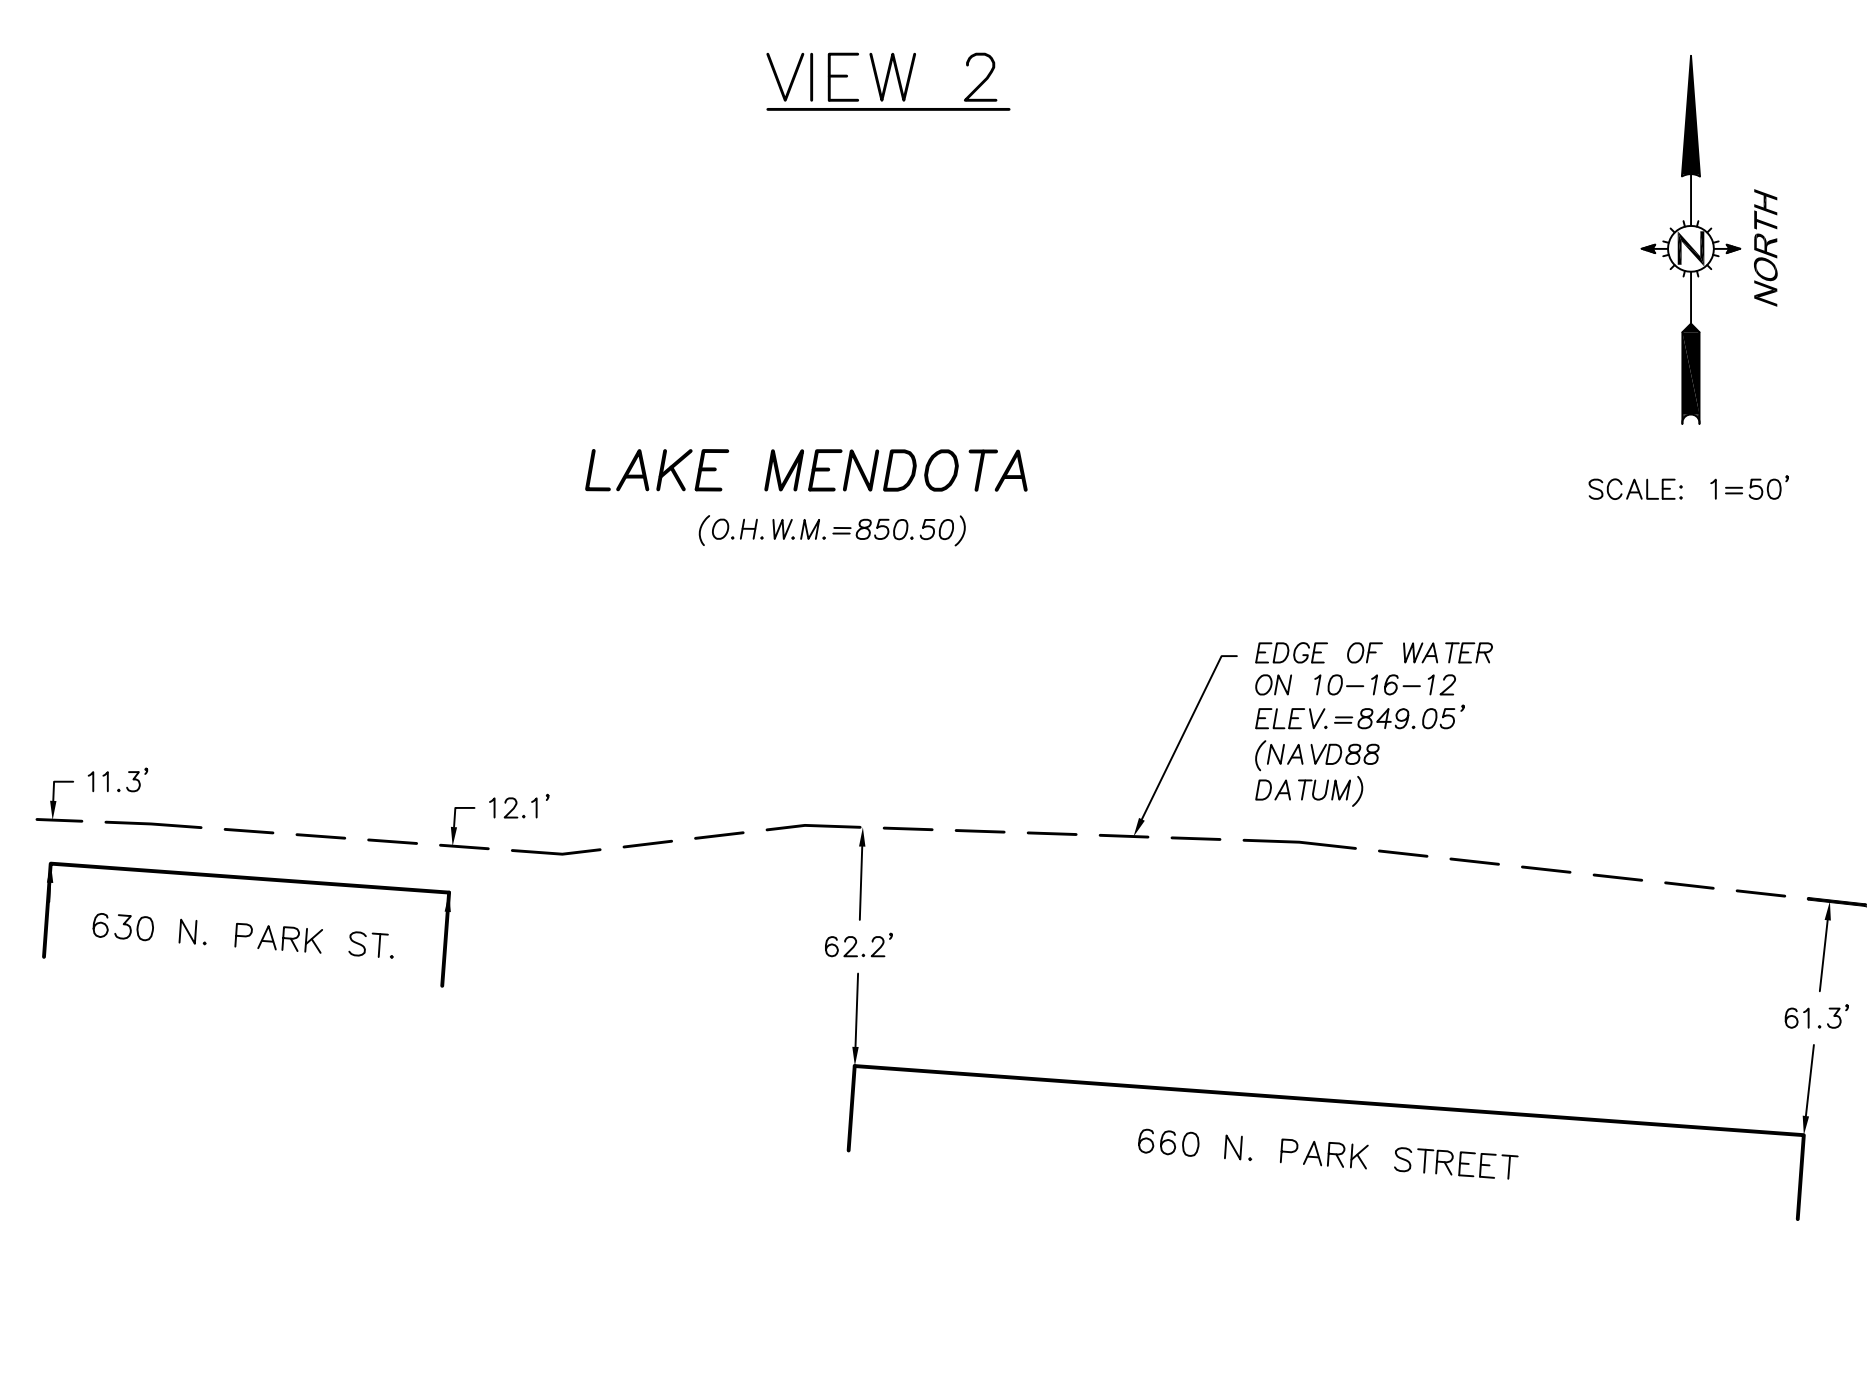 VIEW 2
N
NORTH
SCALE: 1=50'
LAKE MENDOTA
(O.H.W.M.=850.50)
EDGE OF WATER
ON 10-16-12
ELEV.=849.05'
(NAVD88
DATUM)
11.3'
12.1'
630 N. PARK ST.
62.2'
61.3'
660 N. PARK STREET